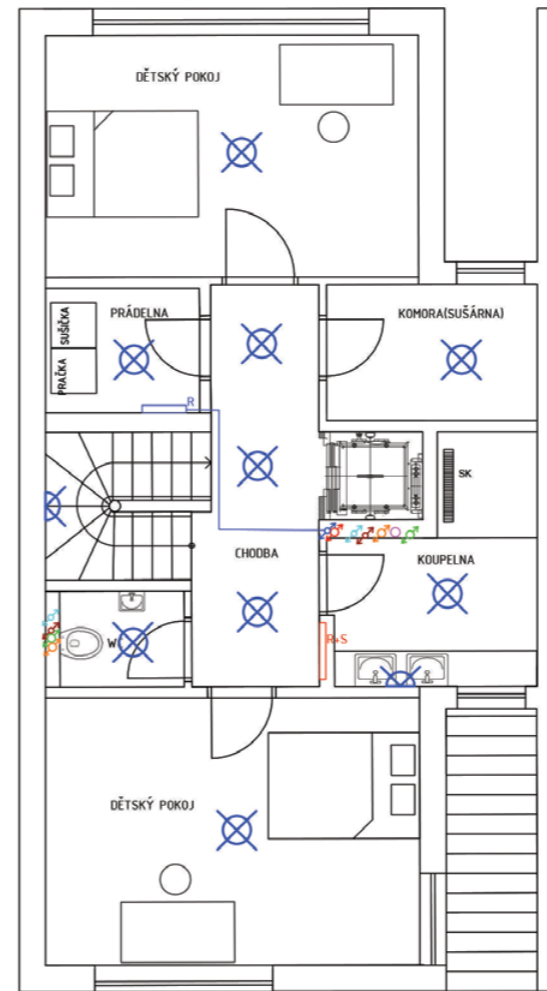 DĚTSKÝ POKOJ
PRÁDELNA
KOMORA(SUŠÁRNA)
SUŠIČKA
PRAČKA
R
SK
CHODBA
KOUPELNA
R+S
DĚTSKÝ POKOJ